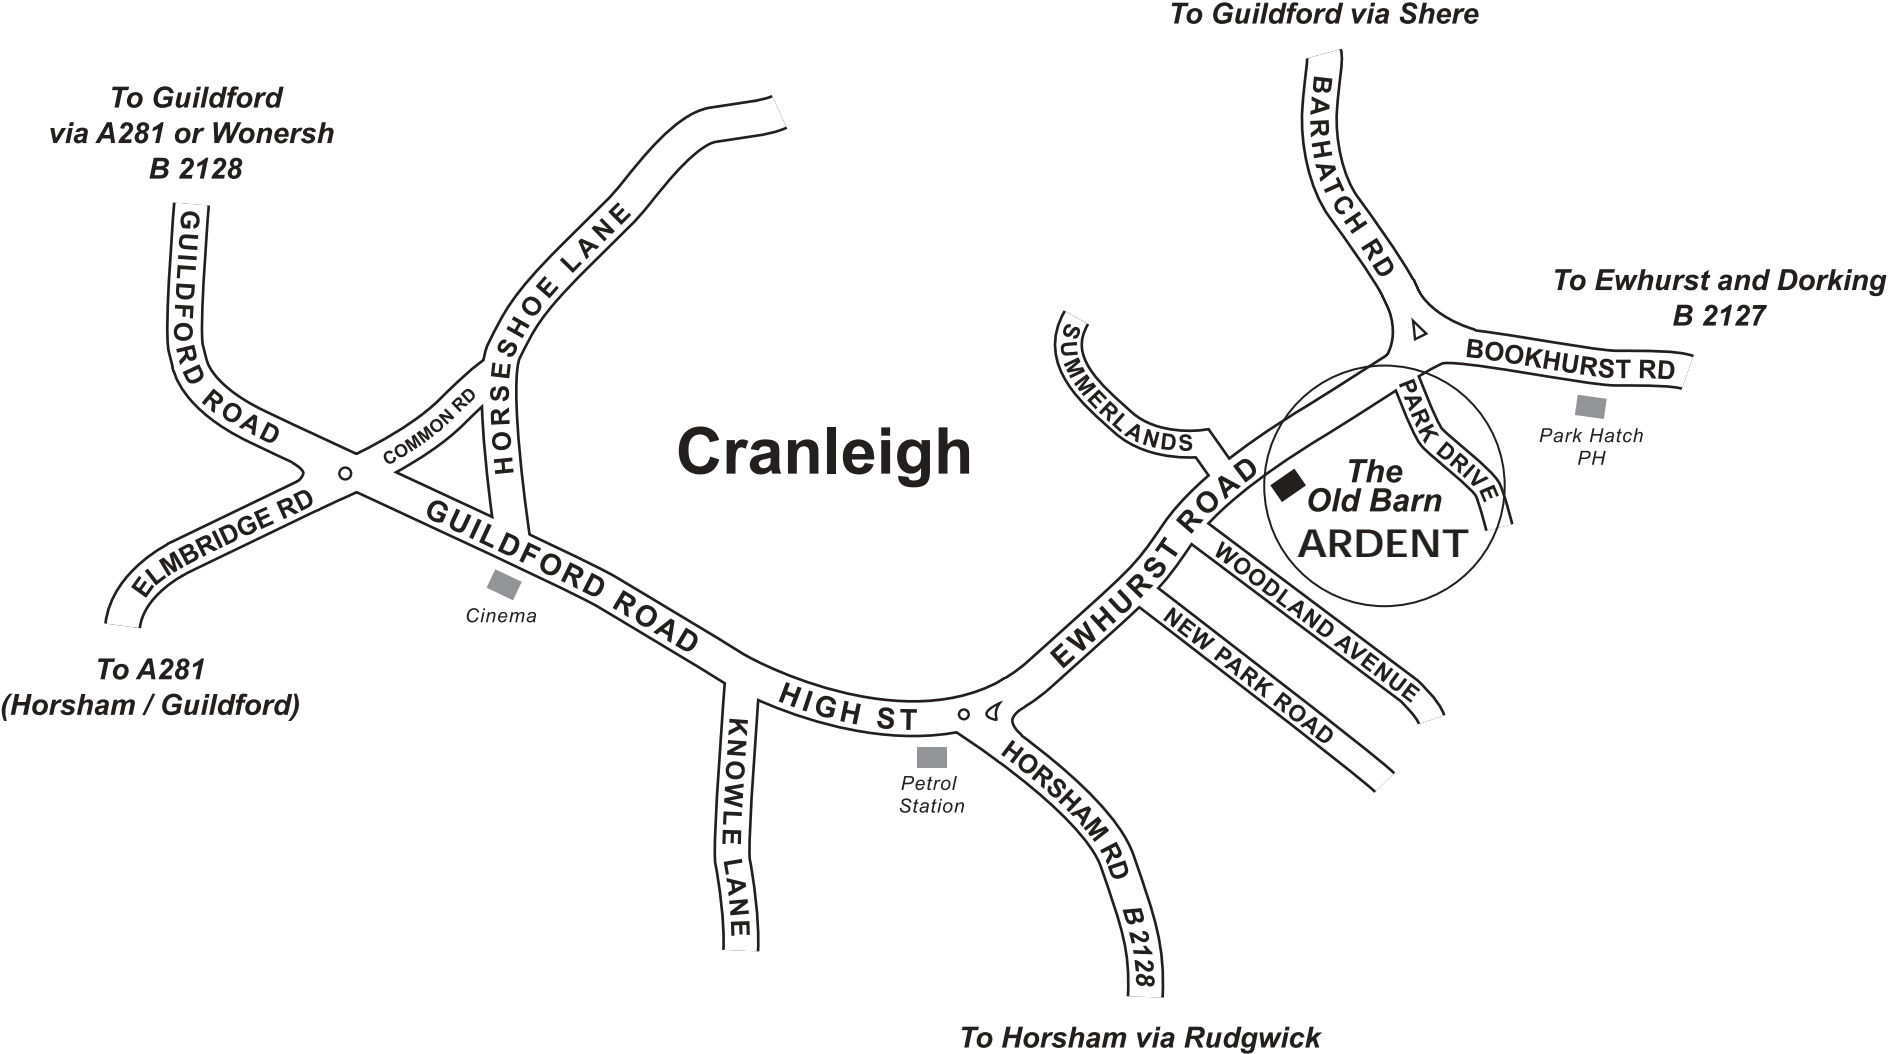 To Guildford via Shere
To Guildford
via A281 or Wonersh
B 2128
BARHATCH RD
GUILDFORD ROAD
HORSESHOE LANE
To Ewhurst and Dorking
B 2127
SUMMERLANDS
BOOKHURST RD
COMMON RD
PARK DRIVE
Park Hatch
PH
Cranleigh
The
Old Barn
ARDENT
ELMBRIDGE RD
GUILDFORD ROAD
EWHURST ROAD
WOODLAND AVENUE
NEW PARK ROAD
Cinema
To A281
(Horsham / Guildford)
HIGH ST
KNOWLE LANE
Petrol
Station
HORSHAM RD B 2128
To Horsham via Rudgwick